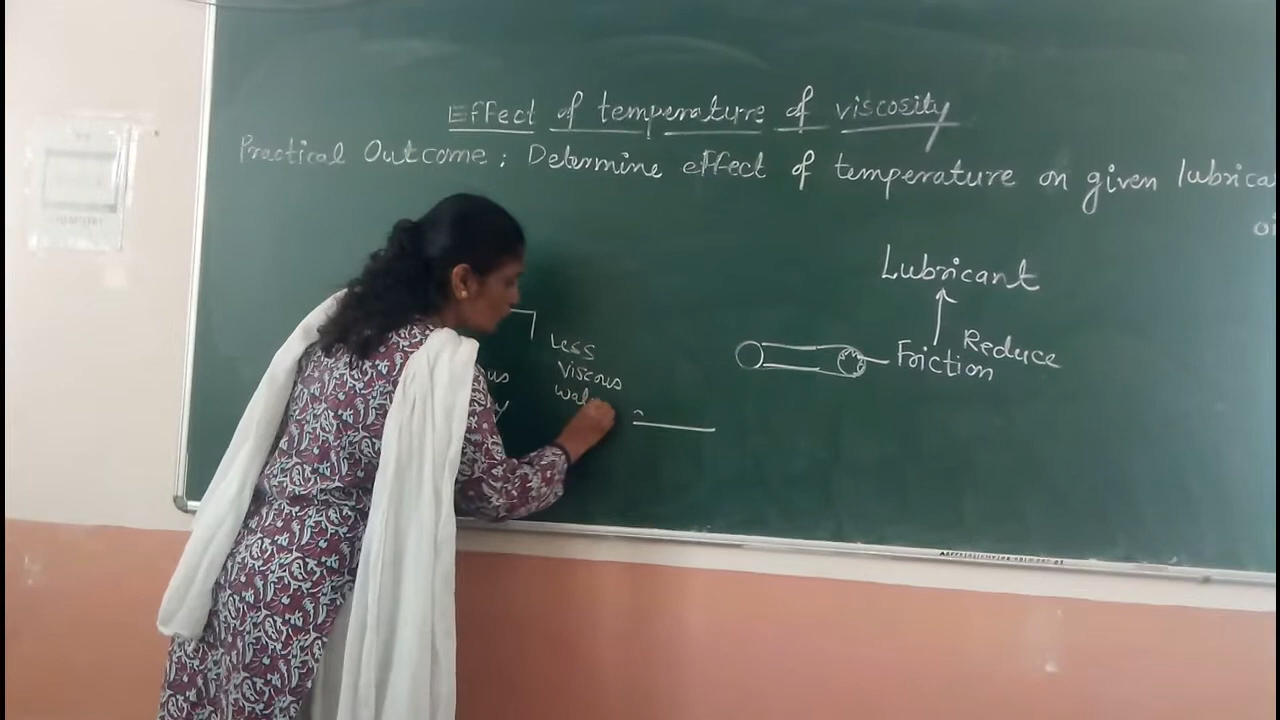 Effect of temperature of viscosity
Practical Outcome : Determine effect of temperature on given lubrica
oi
Lubricant
Reduce
Friction
Less
Viscous